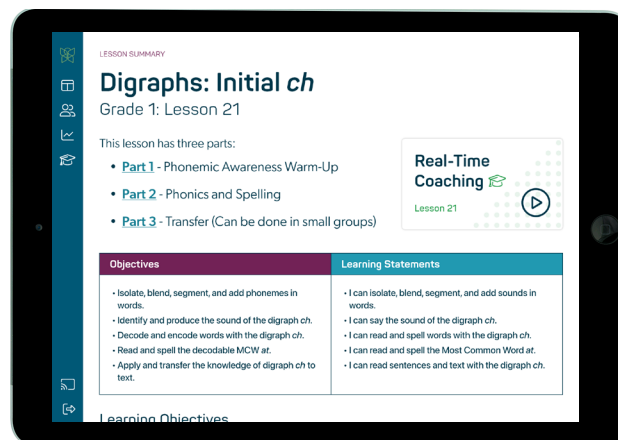 LESSON SUMMARY
Digraphs: Initial ch
Grade 1: Lesson 21
This lesson has three parts:
• Part 1 - Phonemic Awareness Warm-Up
• Part 2 - Phonics and Spelling
• Part 3 - Transfer (Can be done in small groups)
Real-Time
Coaching
Lesson 21
Objectives
• Isolate, blend, segment, and add phonemes in
words.
• Identify and produce the sound of the digraph ch.
• Decode and encode words with the digraph ch.
• Read and spell the decodable MCW at.
• Apply and transfer the knowledge of digraph ch to
text.
Learning Statements
• I can isolate, blend, segment, and add sounds in
words.
• I can say the sound of the digraph ch.
• I can read and spell words with the digraph ch.
• I can read and spell the Most Common Word at.
• I can read sentences and text with the digraph ch.
Learning Objectives